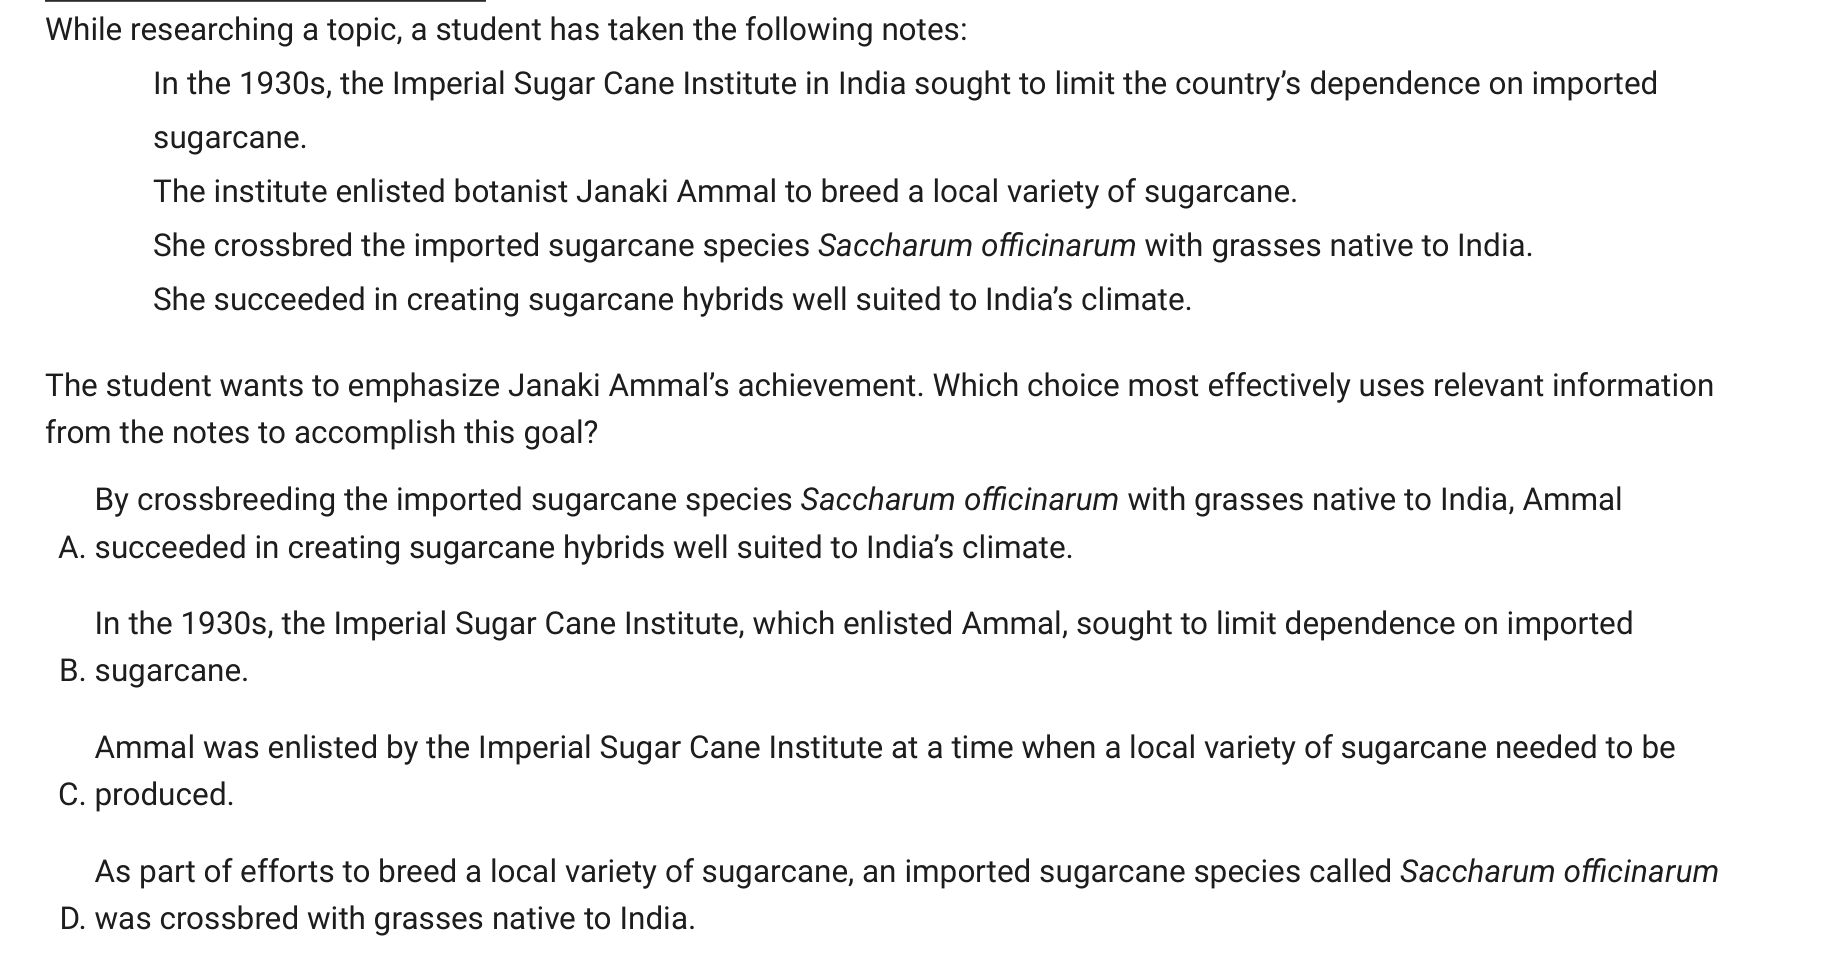 While researching a topic, a student has taken the following notes:
In the 1930s, the Imperial Sugar Cane Institute in India sought to limit the country’s dependence on imported
sugarcane.
The institute enlisted botanist Janaki Ammal to breed a local variety of sugarcane.
She crossbred the imported sugarcane species Saccharum officinarum with grasses native to India.
She succeeded in creating sugarcane hybrids well suited to India’s climate.
The student wants to emphasize Janaki Ammal’s achievement. Which choice most effectively uses relevant information
from the notes to accomplish this goal?
By crossbreeding the imported sugarcane species Saccharum officinarum with grasses native to India, Ammal
A. succeeded in creating sugarcane hybrids well suited to India’s climate.
In the 1930s, the Imperial Sugar Cane Institute, which enlisted Ammal, sought to limit dependence on imported
B. sugarcane.
Ammal was enlisted by the Imperial Sugar Cane Institute at a time when a local variety of sugarcane needed to be
C. produced.
As part of efforts to breed a local variety of sugarcane, an imported sugarcane species called Saccharum officinarum
D. was crossbred with grasses native to India.